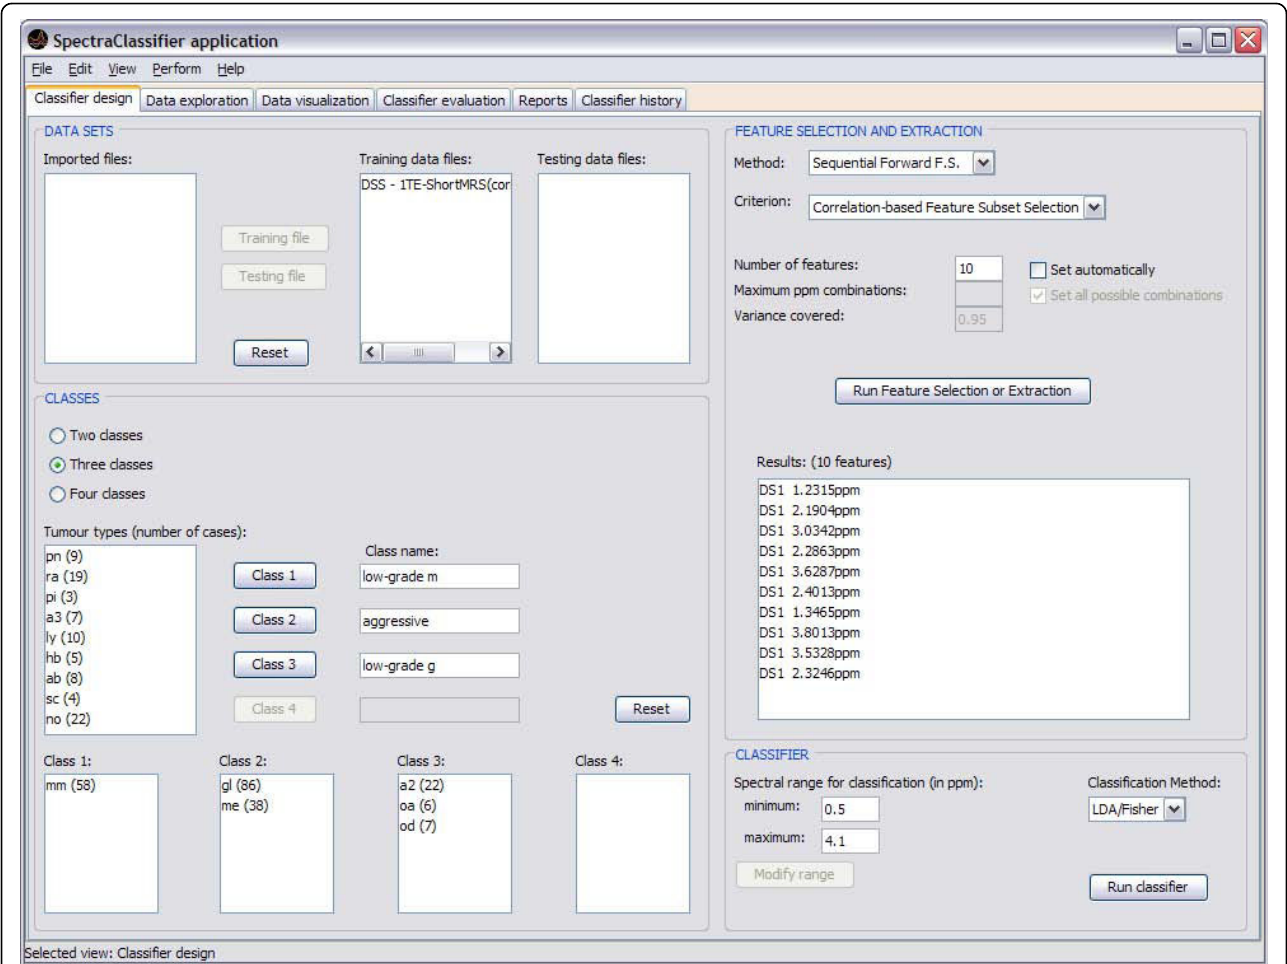 SpectraClassifier application
File Edit View Perform Help
Classifier design Data exploration Data visualization Classifier evaluation Reports Classifier history
DATA SETS
Imported files: Training data files: Testing data files:
DSS - 1TE-ShortMRS(cor
Training file
Testing file
Reset
CLASSES
Two classes
Three classes
Four classes
Tumour types (number of cases):
pn (9)
ra (19)
pi (3)
a3 (7)
ly (10)
hb (5)
ab (8)
sc (4)
no (22)
Class name:
Class 1 low-grade m
Class 2 aggressive
Class 3 low-grade g
Class 4
Reset
Class 1:
mm (58)
Class 2:
gl (86)
me (38)
Class 3:
a2 (22)
oa (6)
od (7)
Class 4:
FEATURE SELECTION AND EXTRACTION
Method: Sequential Forward F.S.
Criterion: Correlation-based Feature Subset Selection
Number of features: 10 Set automatically
Maximum ppm combinations: Set all possible combinations
Variance covered: 0.95
Run Feature Selection or Extraction
Results: (10 features)
DS1 1.2315ppm
DS1 2.1904ppm
DS1 3.0342ppm
DS1 2.2863ppm
DS1 3.6287ppm
DS1 2.4013ppm
DS1 1.3465ppm
DS1 3.8013ppm
DS1 3.5328ppm
DS1 2.3246ppm
CLASSIFIER
Spectral range for classification (in ppm): Classification Method:
minimum: 0.5 LDA/Fisher
maximum: 4.1
Modify range
Run classifier
Selected view: Classifier design